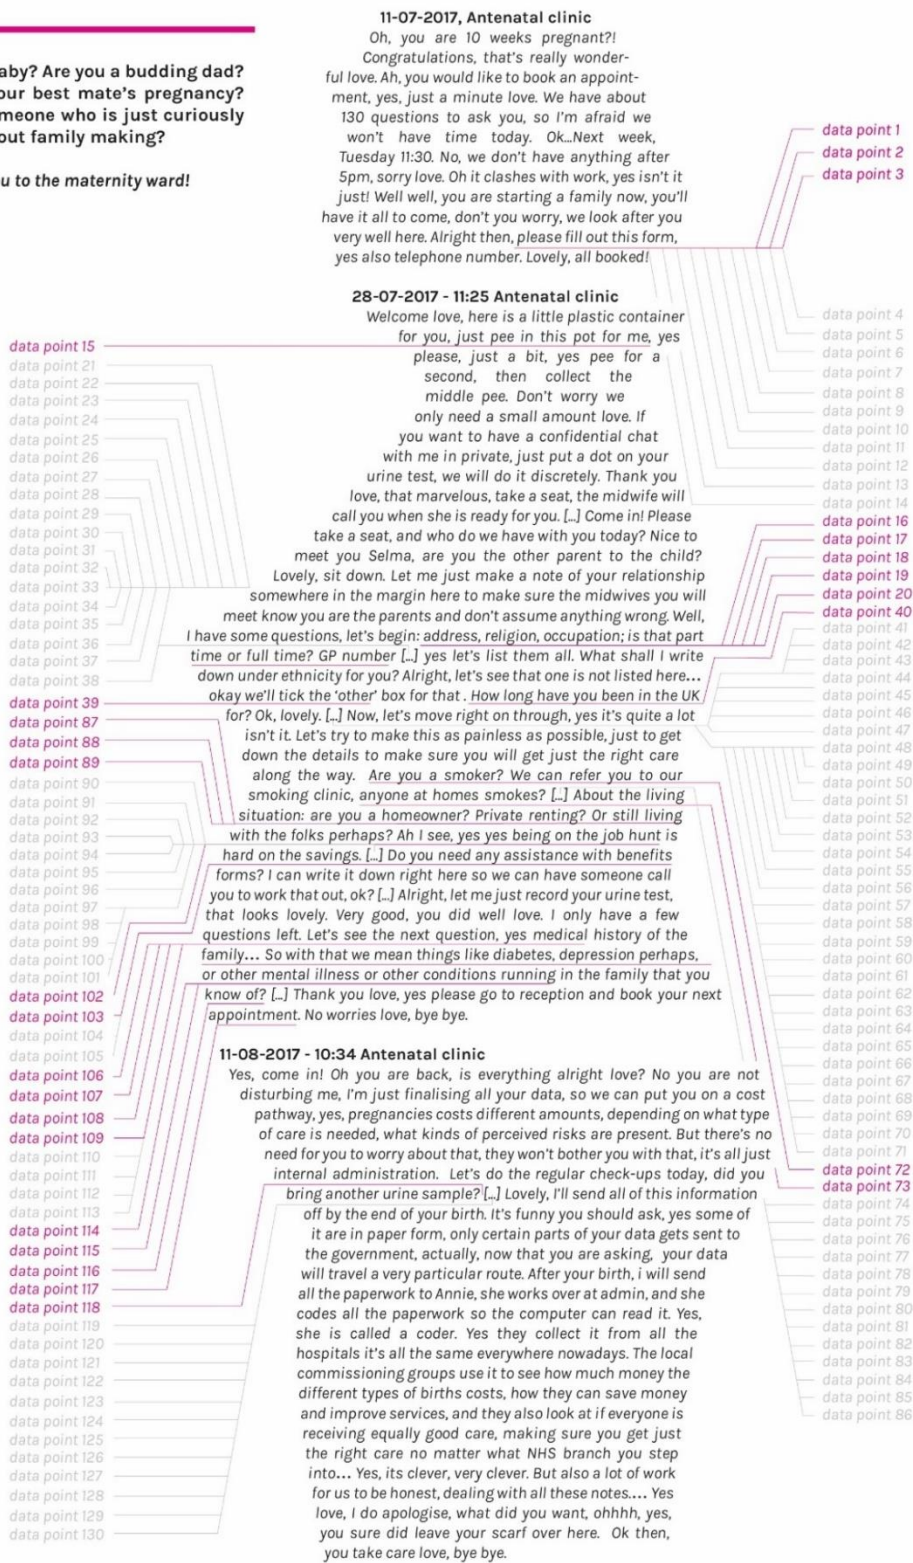 aby? Are you a budding dad?
our best mate's pregnancy?
meone who is just curiously
out family making?
u to the maternity ward!
11-07-2017, Antenatal clinic
Oh, you are 10 weeks pregnant?!
Congratulations, that's really wonder-
ful love. Ah, you would like to book an appoint-
ment, yes, just a minute love. We have about
130 questions to ask you, so I'm afraid we
won't have time today. Ok...Next week,
Tuesday 11:30. No, we don't have anything after
5pm, sorry love. Oh it clashes with work, yes isn't it
just! Well well, you are starting a family now, you'll
have it all to come, don't you worry, we look after you
very well here. Alright then, please fill out this form,
yes also telephone number. Lovely, all booked!
28-07-2017 - 11:25 Antenatal clinic
Welcome love, here is a little plastic container
for you, just pee in this pot for me, yes
please, just a bit, yes pee for a
second, then collect the
middle pee. Don't worry we
only need a small amount love. If
you want to have a confidential chat
with me in private, just put a dot on your
urine test, we will do it discretely. Thank you
love, that marvelous, take a seat, the midwife will
call you when she is ready for you. [...] Come in! Please
take a seat, and who do we have with you today? Nice to
meet you Selma, are you the other parent to the child?
Lovely, sit down. Let me just make a note of your relationship
somewhere in the margin here to make sure the midwives you will
meet know you are the parents and don't assume anything wrong. Well,
I have some questions, let's begin: address, religion, occupation; is that part
time or full time? GP number [...] yes let's list them all. What shall I write
down under ethnicity for you? Alright, let's see that one is not listed here...
okay we'll tick the 'other' box for that . How long have you been in the UK
for? Ok, lovely. [...] Now, let's move right on through, yes it's quite a lot
isn't it. Let's try to make this as painless as possible, just to get
down the details to make sure you will get just the right care
along the way. Are you a smoker? We can refer you to our
smoking clinic, anyone at homes smokes? [...] About the living
situation: are you a homeowner? Private renting? Or still living
with the folks perhaps? Ah I see, yes yes being on the job hunt is
hard on the savings. [...] Do you need any assistance with benefits
forms? I can write it down right here so we can have someone call
you to work that out, ok? [...] Alright, let me just record your urine test,
that looks lovely. Very good, you did well love. I only have a few
questions left. Let's see the next question, yes medical history of the
family... So with that we mean things like diabetes, depression perhaps,
or other mental illness or other conditions running in the family that you
know of? [...] Thank you love, yes please go to reception and book your next
appointment. No worries love, bye bye.
11-08-2017 - 10:34 Antenatal clinic
Yes, come in! Oh you are back, is everything alright love? No you are not
disturbing me, I'm just finalising all your data, so we can put you on a cost
pathway, yes, pregnancies costs different amounts, depending on what type
of care is needed, what kinds of perceived risks are present. But there's no
need for you to worry about that, they won't bother you with that, it's all just
internal administration. Let's do the regular check-ups today, did you
bring another urine sample? [...] Lovely, I'll send all of this information
off by the end of your birth. It's funny you should ask, yes some of
it are in paper form, only certain parts of your data gets sent to
the government, actually, now that you are asking, your data
will travel a very particular route. After your birth, i will send
all the paperwork to Annie, she works over at admin, and she
codes all the paperwork so the computer can read it. Yes,
she is called a coder. Yes they collect it from all the
hospitals it's all the same everywhere nowadays. The local
commissioning groups use it to see how much money the
different types of births costs, how they can save money
and improve services, and they also look at if everyone is
receiving equally good care, making sure you get just
the right care no matter what NHS branch you step
into... Yes, its clever, very clever. But also a lot of work
for us to be honest, dealing with all these notes.... Yes
love, I do apologise, what did you want, ohhhh, yes,
you sure did leave your scarf over here. Ok then,
you take care love, bye bye.
data point 15
data point 21
data point 22
data point 23
data point 24
data point 25
data point 26
data point 27
data point 28
data point 29
data point 30
data point 31
data point 32
data point 33
data point 34
data point 35
data point 36
data point 37
data point 38
data point 39
data point 87
data point 88
data point 89
data point 90
data point 91
data point 92
data point 93
data point 94
data point 95
data point 96
data point 97
data point 98
data point 99
data point 100
data point 101
data point 102
data point 103
data point 104
data point 105
data point 106
data point 107
data point 108
data point 109
data point 110
data point 111
data point 112
data point 113
data point 114
data point 115
data point 116
data point 117
data point 118
data point 119
data point 120
data point 121
data point 122
data point 123
data point 124
data point 125
data point 126
data point 127
data point 128
data point 129
data point 130
data point 1
data point 2
data point 3
data point 4
data point 5
data point 6
data point 7
data point 8
data point 9
data point 10
data point 11
data point 12
data point 13
data point 14
data point 16
data point 17
data point 18
data point 19
data point 20
data point 40
data point 41
data point 42
data point 43
data point 44
data point 45
data point 46
data point 47
data point 48
data point 49
data point 50
data point 51
data point 52
data point 53
data point 54
data point 55
data point 56
data point 57
data point 58
data point 59
data point 60
data point 61
data point 62
data point 63
data point 64
data point 65
data point 66
data point 67
data point 68
data point 69
data point 70
data point 71
data point 72
data point 73
data point 74
data point 75
data point 76
data point 77
data point 78
data point 79
data point 80
data point 81
data point 82
data point 83
data point 84
data point 85
data point 86